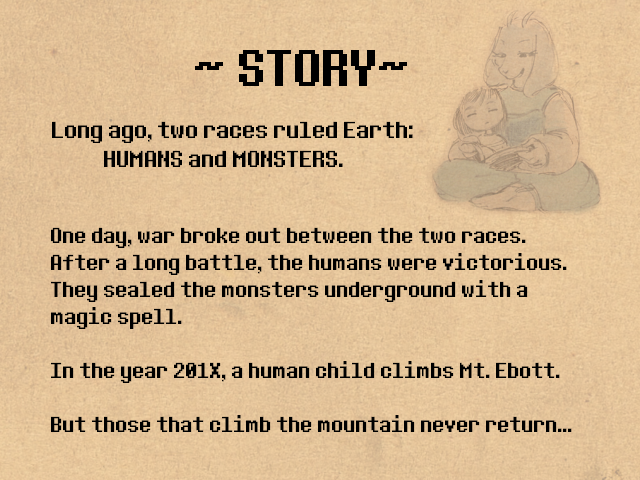 ~ STORY~
Long ago, two races ruled Earth:
HUMANS and MONSTERS.
One day, war broke out between the two races.
After a long battle, the humans were victorious.
They sealed the monsters underground with a
magic spell.
In the year 201X, a human child climbs Mt. Ebott.
But those that climb the mountain never return...